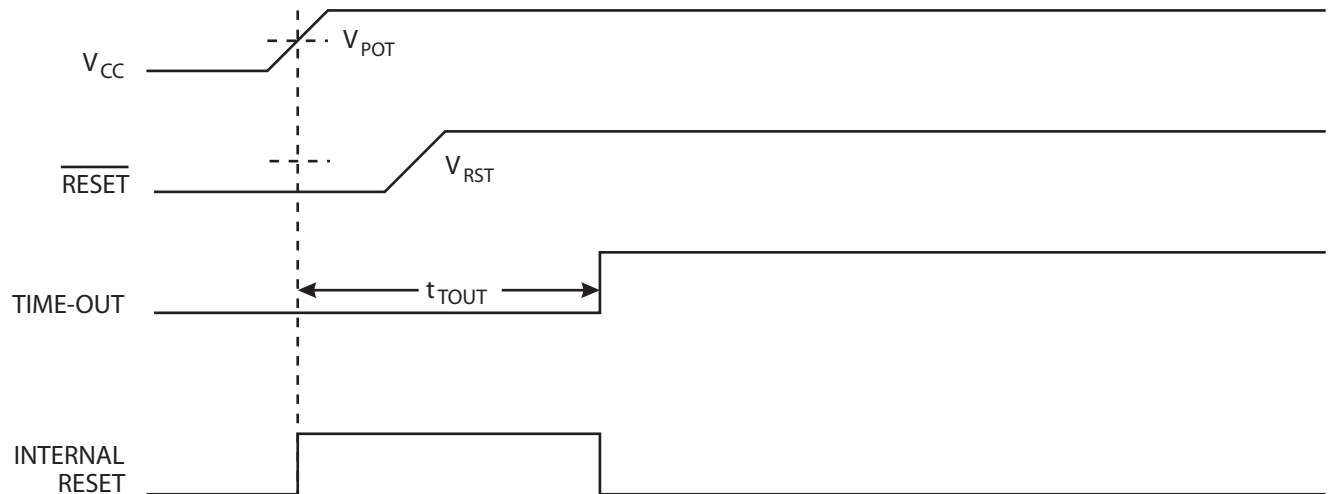 V_POT
V_CC
V_RST
RESET
t_TOUT
TIME-OUT
INTERNAL
RESET